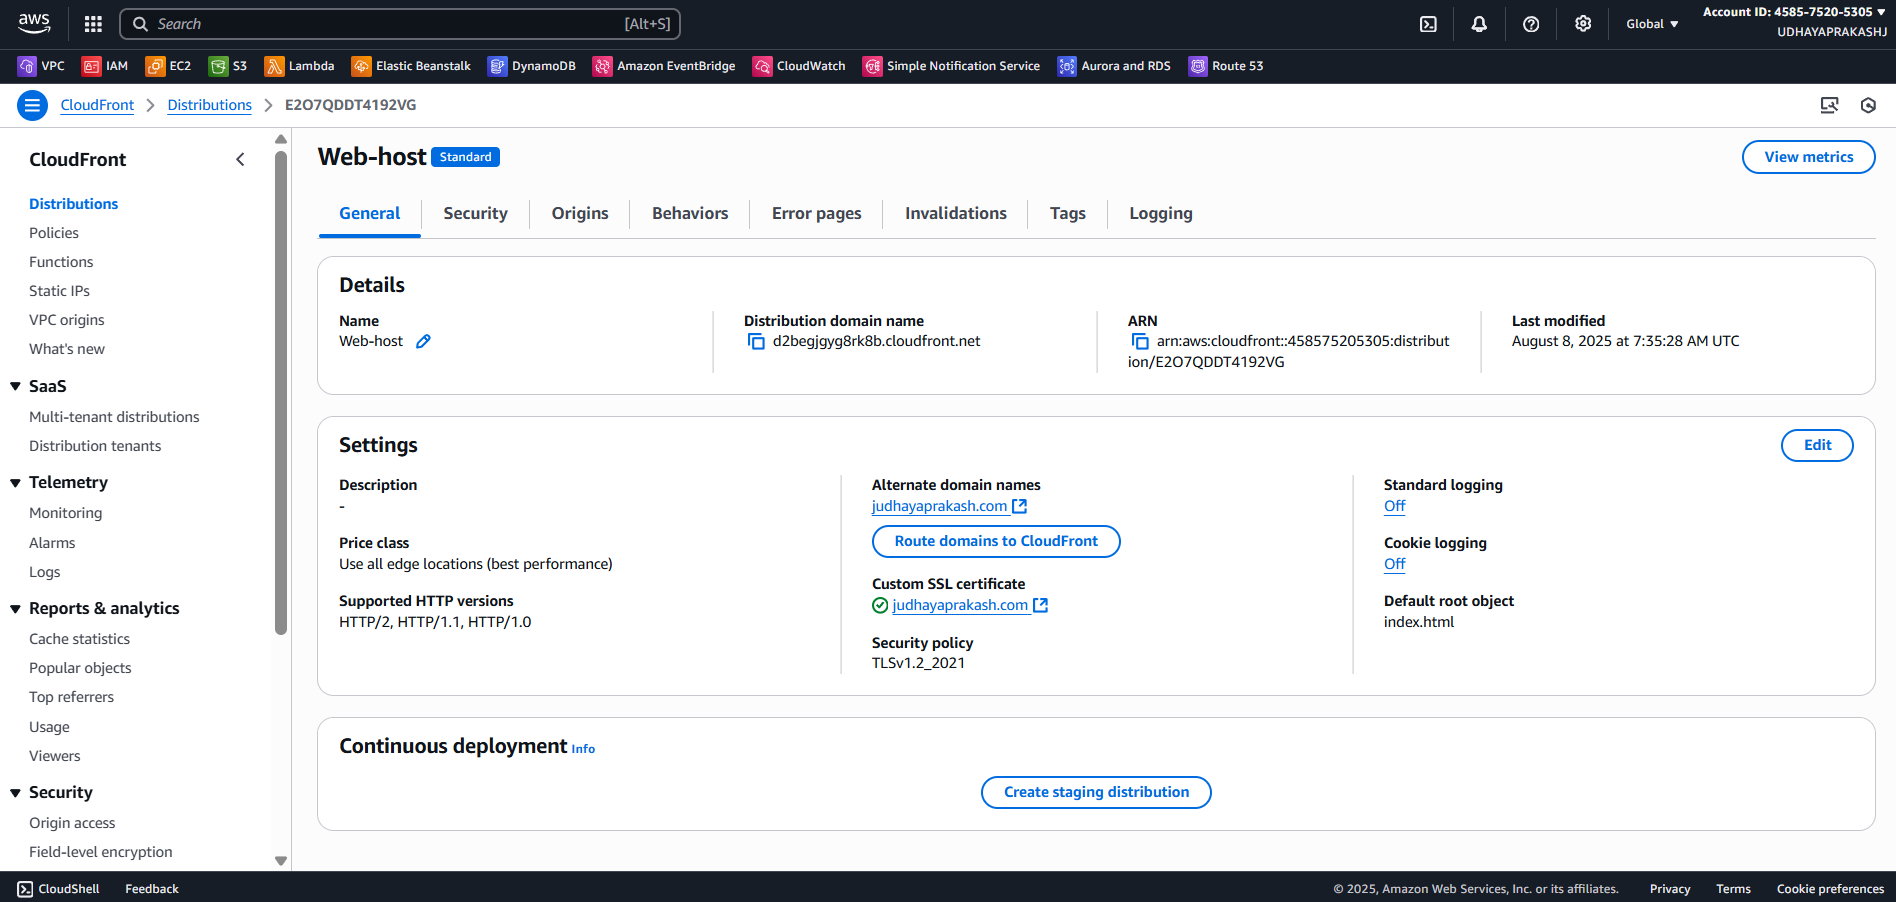 aws
Search [Alt+S]
Global
Account ID: 4585-7520-5305
UDHAYAPRAKASHJ
VPC IAM EC2 S3 Lambda Elastic Beanstalk DynamoDB Amazon EventBridge CloudWatch Simple Notification Service Aurora and RDS Route 53
CloudFront Distributions E2O7QDDT4192VG
CloudFront
Distributions
Policies
Functions
Static IPs
VPC origins
What's new
SaaS
Multi-tenant distributions
Distribution tenants
Telemetry
Monitoring
Alarms
Logs
Reports & analytics
Cache statistics
Popular objects
Top referrers
Usage
Viewers
Security
Origin access
Field-level encryption
Web-host Standard
View metrics
General Security Origins Behaviors Error pages Invalidations Tags Logging
Details
Name
Web-host
Distribution domain name
d2begjgyg8rk8b.cloudfront.net
ARN
arn:aws:cloudfront::458575205305:distribut
ion/E2O7QDDT4192VG
Last modified
August 8, 2025 at 7:35:28 AM UTC
Settings
Edit
Description
-
Price class
Use all edge locations (best performance)
Supported HTTP versions
HTTP/2, HTTP/1.1, HTTP/1.0
Alternate domain names
judhayaprakash.com
Route domains to CloudFront
Custom SSL certificate
judhayaprakash.com
Security policy
TLSv1.2_2021
Standard logging
Off
Cookie logging
Off
Default root object
index.html
Continuous deployment Info
Create staging distribution
CloudShell Feedback
© 2025, Amazon Web Services, Inc. or its affiliates. Privacy Terms Cookie preferences